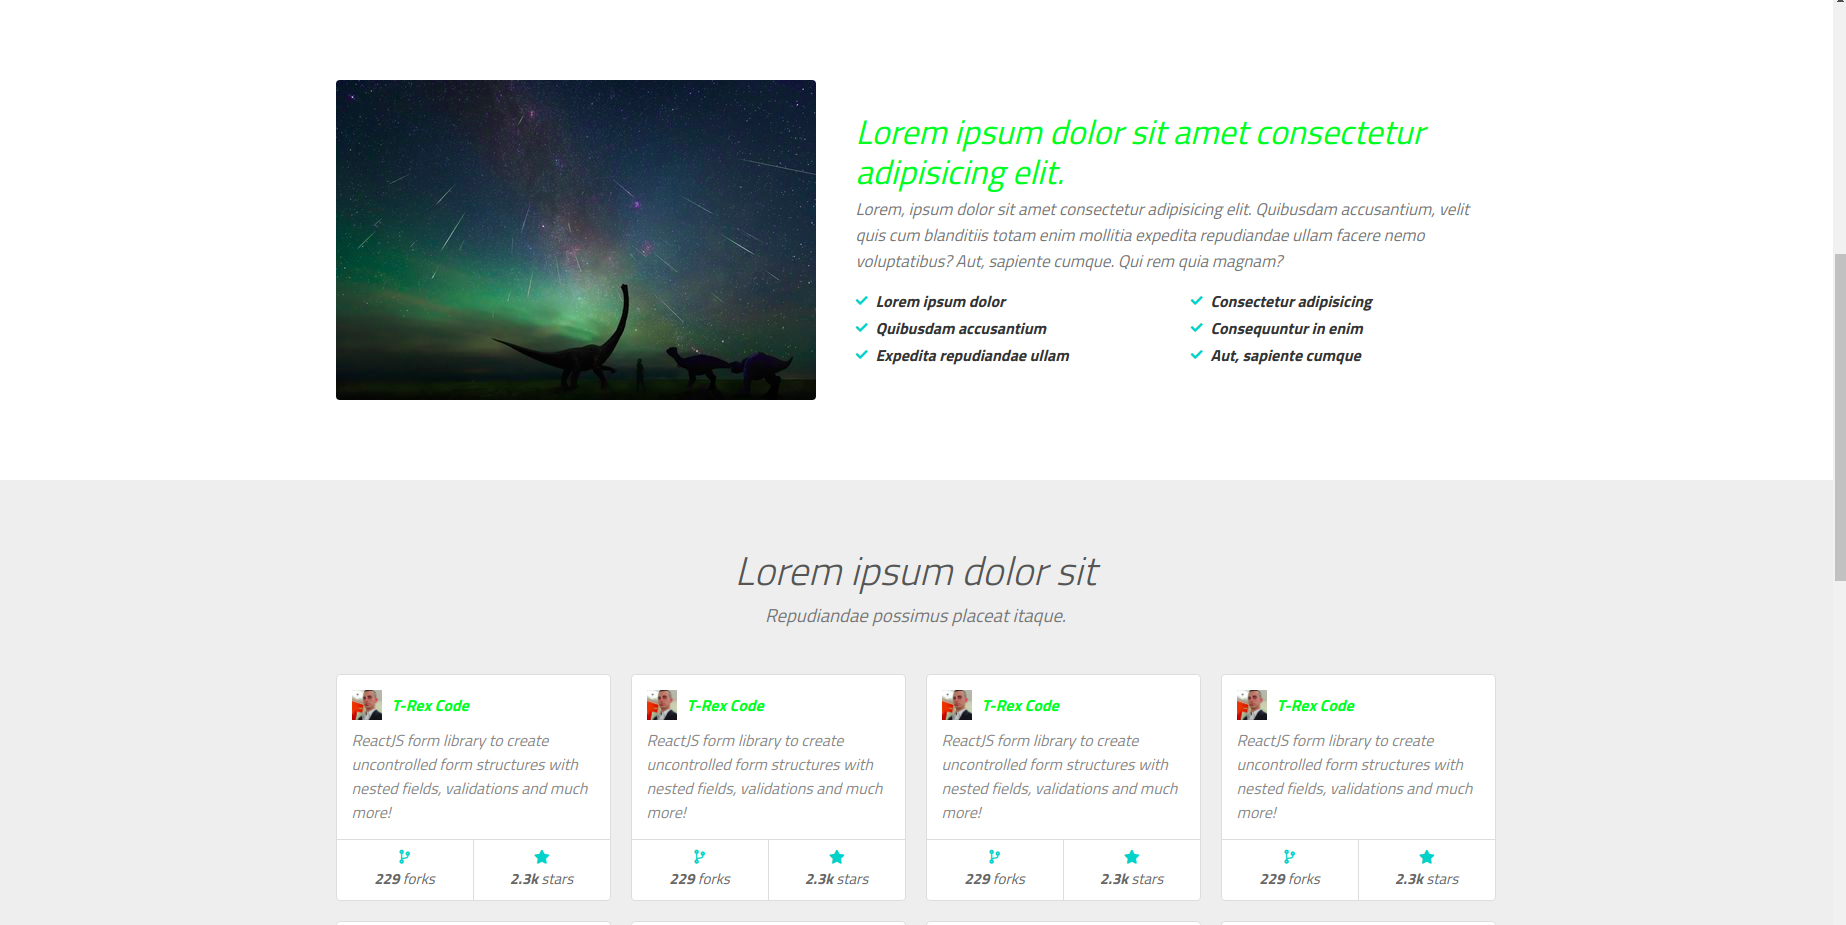 Lorem ipsum dolor sit amet consectetur
adipisicing elit.
Lorem, ipsum dolor sit amet consectetur adipisicing elit. Quibusdam accusantium, velit
quis cum blanditiis totam enim mollitia expedita repudiandae ullam facere nemo
voluptatibus? Aut, sapiente cumque. Qui rem quia magnam?
Lorem ipsum dolor
Consectetur adipisicing
Quibusdam accusantium
Consequuntur in enim
Expedita repudiandae ullam
Aut, sapiente cumque
Lorem ipsum dolor sit
Repudiandae possimus placeat itaque.
T-Rex Code
ReactJS form library to create
uncontrolled form structures with
nested fields, validations and much
more!
229 forks
2.3k stars
T-Rex Code
ReactJS form library to create
uncontrolled form structures with
nested fields, validations and much
more!
229 forks
2.3k stars
T-Rex Code
ReactJS form library to create
uncontrolled form structures with
nested fields, validations and much
more!
229 forks
2.3k stars
T-Rex Code
ReactJS form library to create
uncontrolled form structures with
nested fields, validations and much
more!
229 forks
2.3k stars